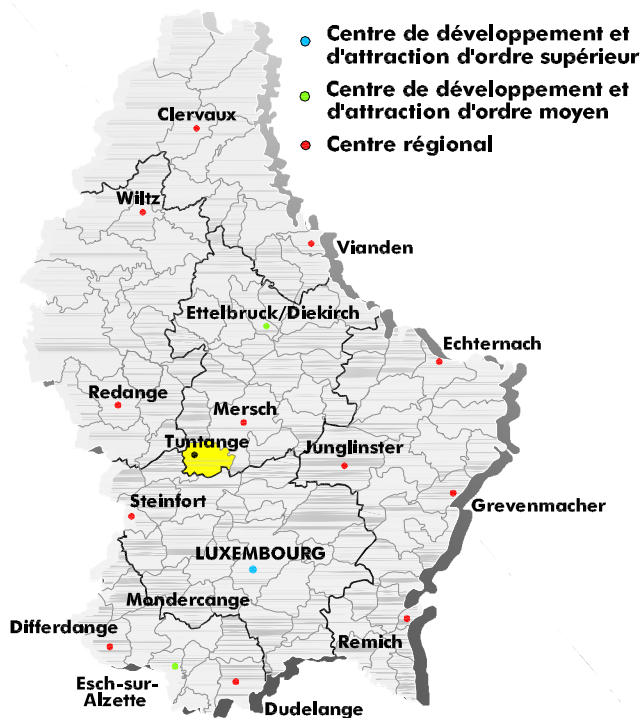 Centre de développement et
d'attraction d'ordre supérieur
Centre de développement et
d'attraction d'ordre moyen
Centre régional
Clervaux
Wiltz
Vianden
Ettelbruck/Diekirch
Echternach
Redange
Mersch
Tuntange
Junglinster
Steinfort
Grevenmacher
LUXEMBOURG
Mondercange
Differdange
Remich
Esch-sur-
Alzette
Dudelange